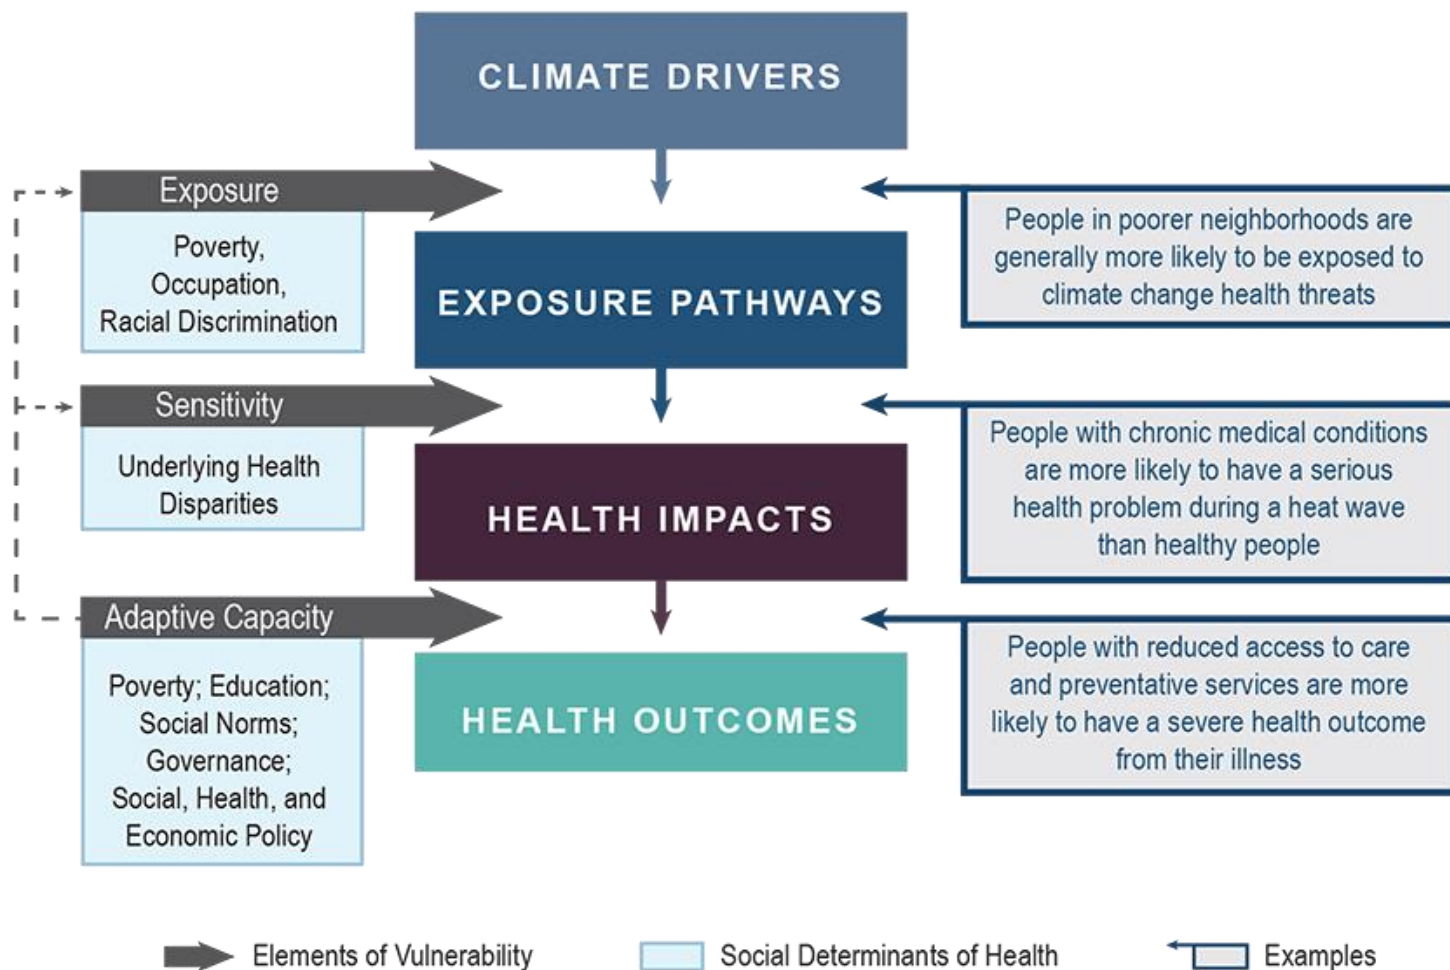 CLIMATE DRIVERS
Exposure
Poverty,
Occupation,
Racial Discrimination
People in poorer neighborhoods are
generally more likely to be exposed to
climate change health threats
EXPOSURE PATHWAYS
Sensitivity
Underlying Health
Disparities
People with chronic medical conditions
are more likely to have a serious
health problem during a heat wave
than healthy people
HEALTH IMPACTS
Adaptive Capacity
Poverty; Education;
Social Norms;
Governance;
Social, Health, and
Economic Policy
People with reduced access to care
and preventative services are more
likely to have a severe health outcome
from their illness
HEALTH OUTCOMES
Elements of Vulnerability
Social Determinants of Health
Examples